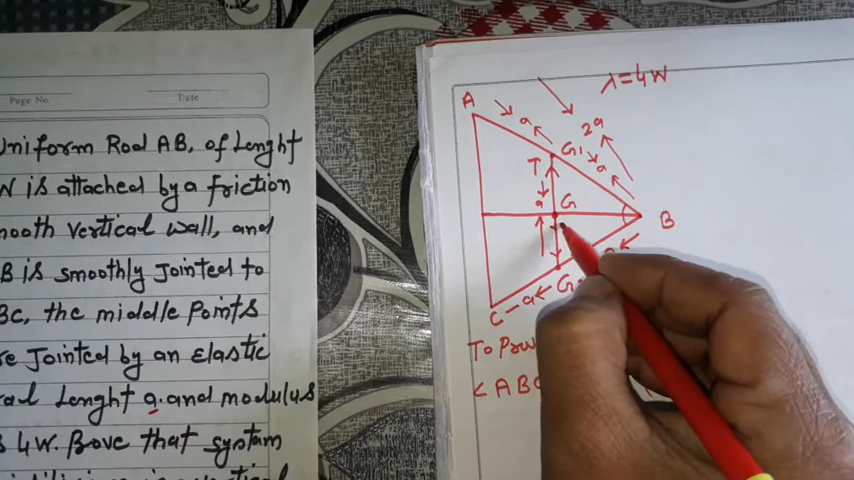 Page No.
Date
Uniform Rod AB, of Lenght
W is attached by a friction
mooth vertical wall, and
B is smoothly Jointed to
BC, the middle Points
re Jointed by an Elastic
ral Lenght a. and modulus
s 4W. Prove that system
λ = 4W
A
a
2a
G1
T
a
a
G
B
G2
C
a
To Prov
< ABC